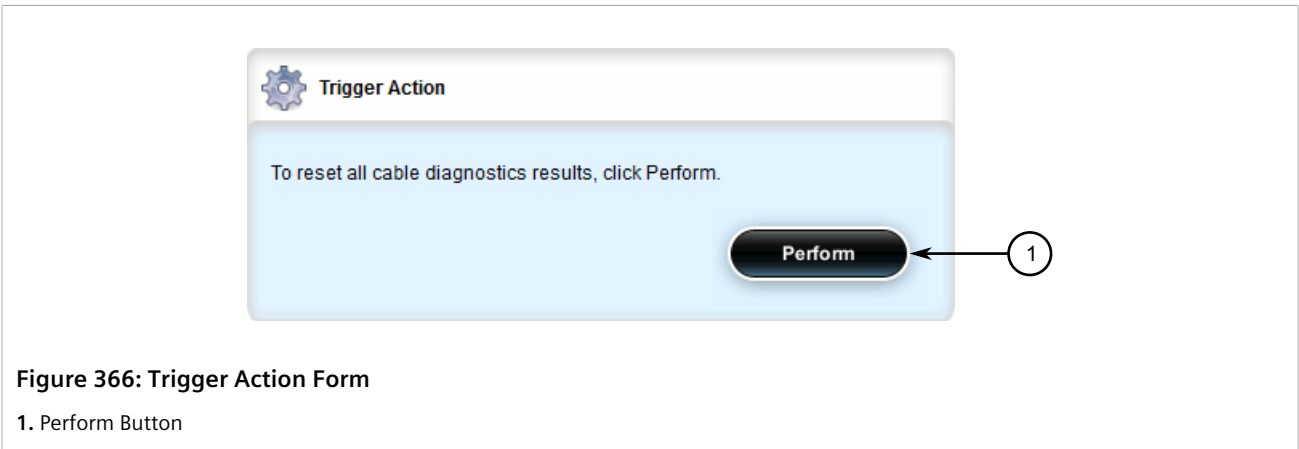 Trigger Action
To reset all cable diagnostics results, click Perform.
Perform
1
Figure 366: Trigger Action Form
1. Perform Button